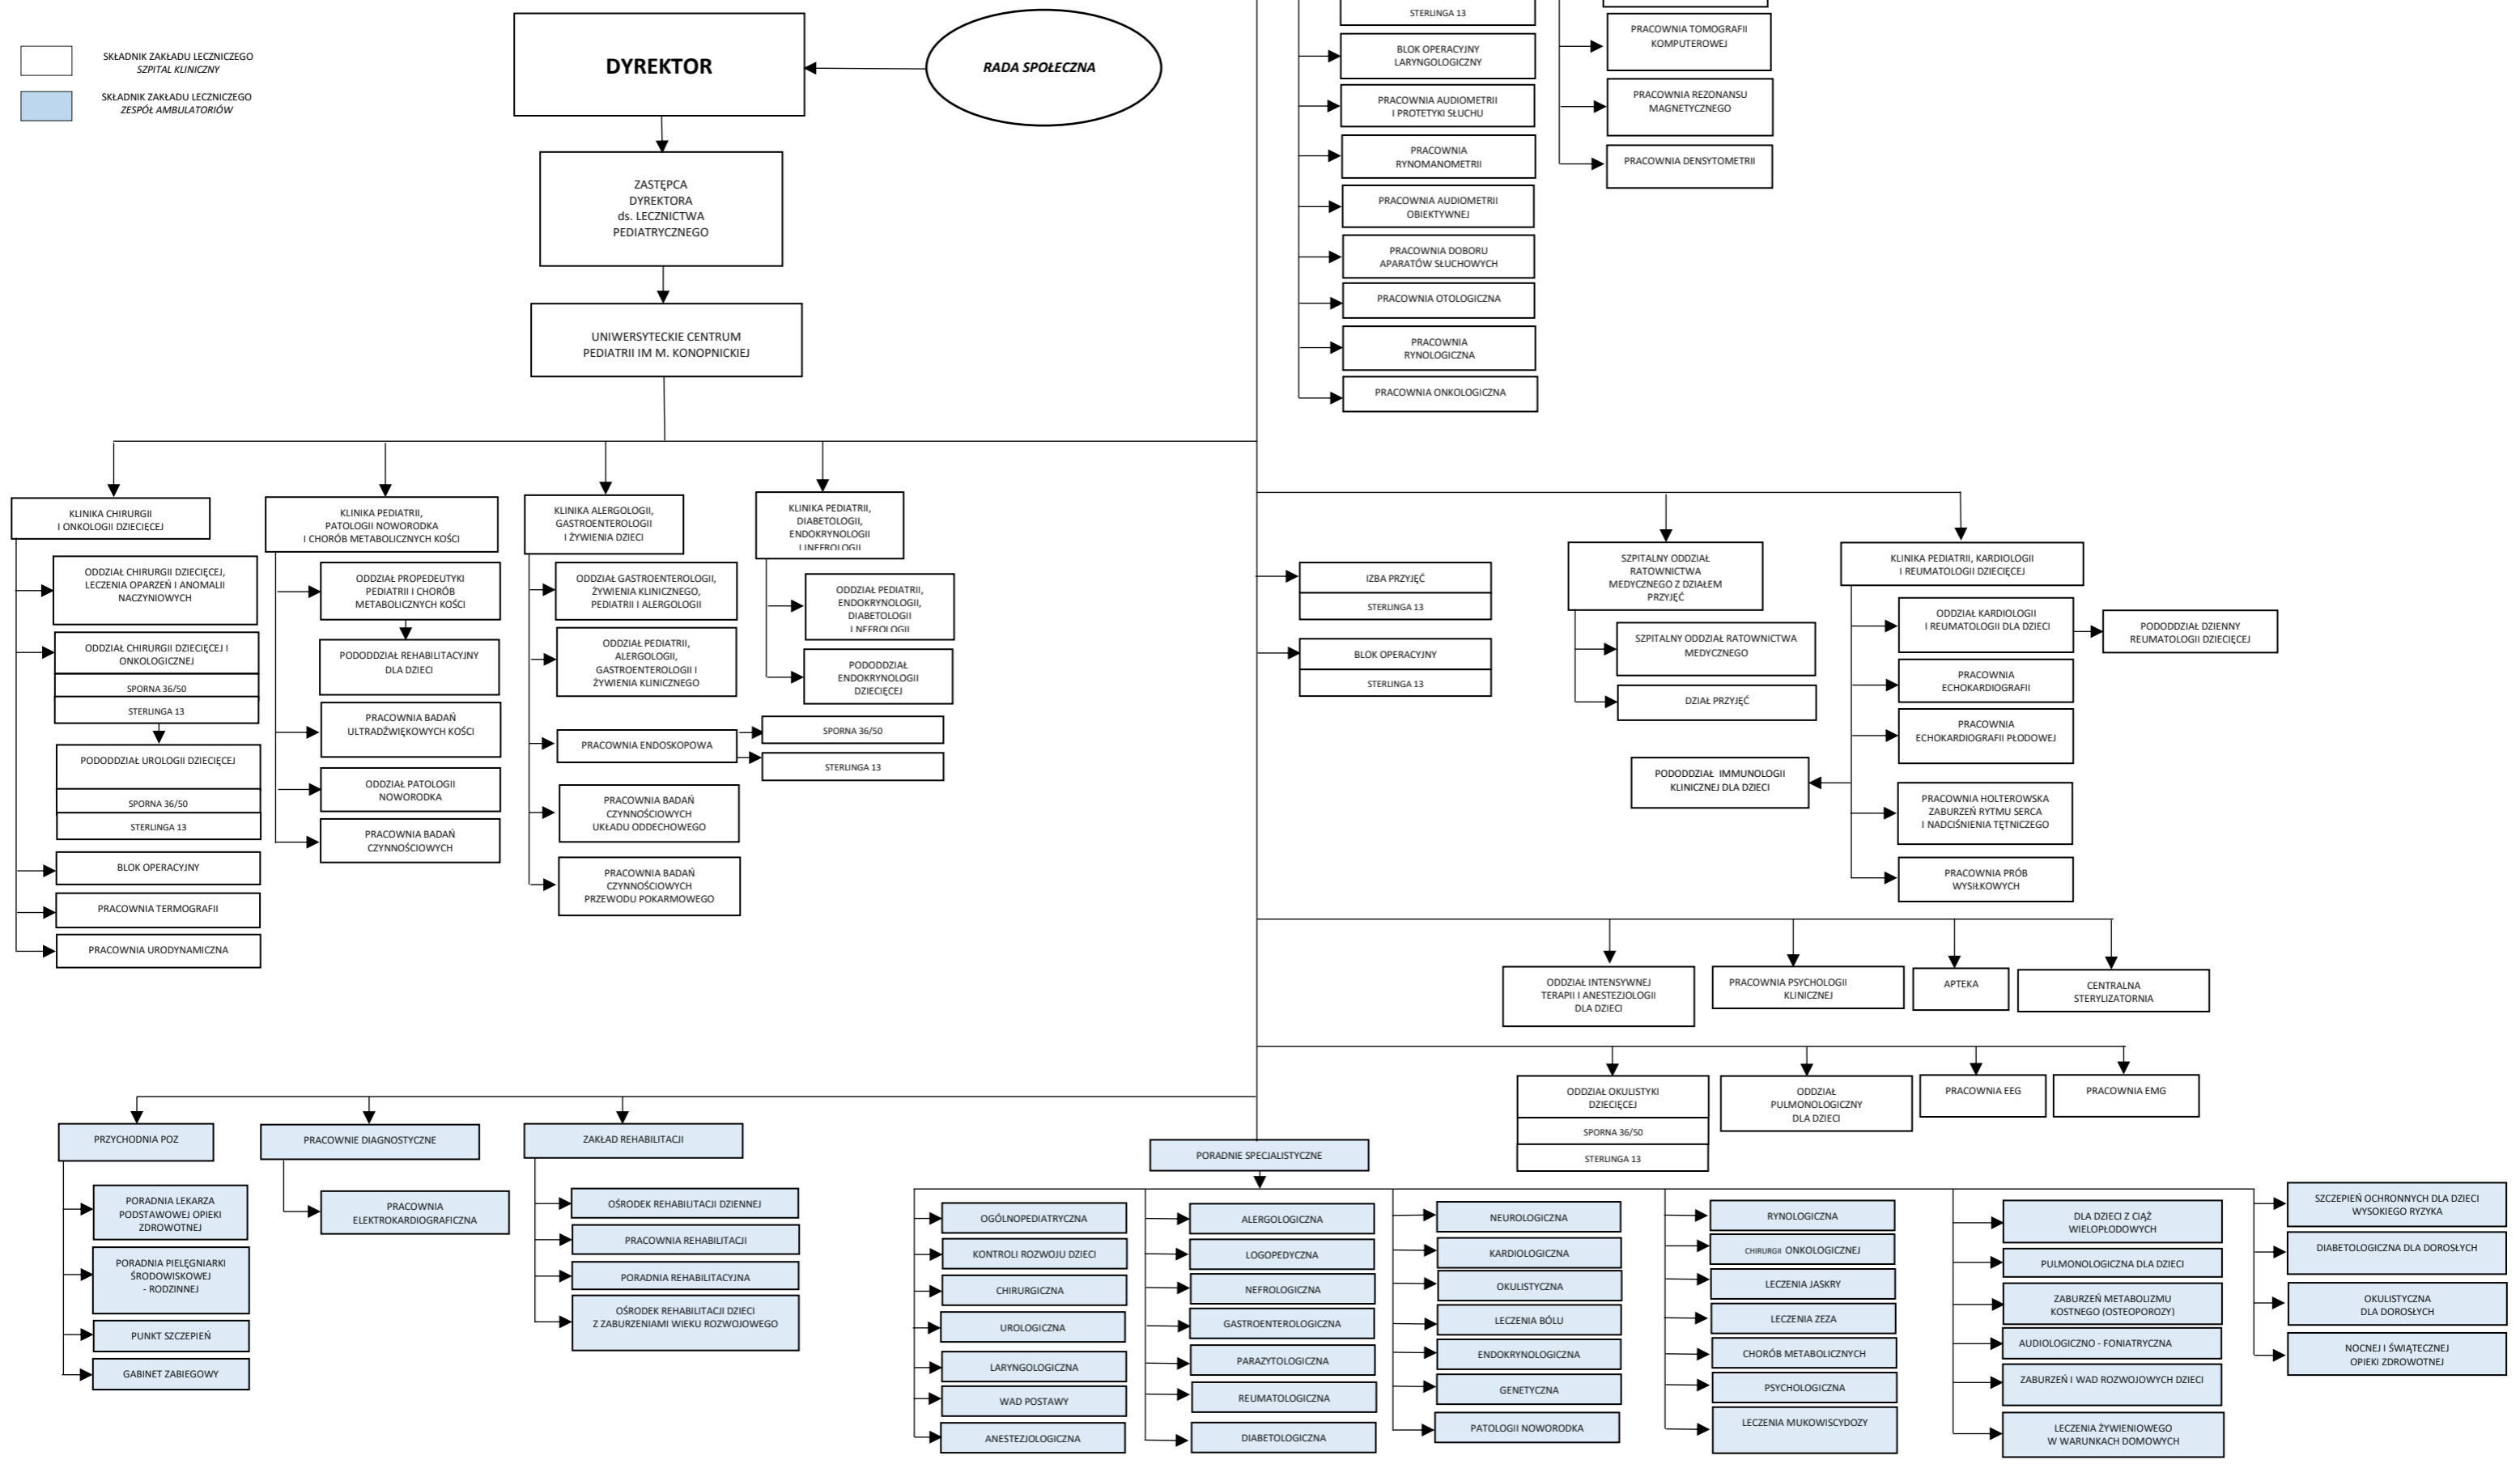 SKŁADNIK ZAKŁADU LECZNICZEGO
SZPITAL KLINICZNY
SKŁADNIK ZAKŁADU LECZNICZEGO
ZESPÓŁ AMBULATORIÓW
DYREKTOR
RADA SPOŁECZNA
ZASTĘPCA
DYREKTORA
ds. LECZNICTWA
PEDIATRYCZNEGO
UNIWERSYTECKIE CENTRUM
PEDIATRII IM M. KONOPNICKIEJ
STERLINGA 13
BLOK OPERACYJNY
LARYNGOLOGICZNY
PRACOWNIA AUDIOMETRII
I PROTETYKI SŁUCHU
PRACOWNIA
RYNOMANOMETRII
PRACOWNIA AUDIOMETRII
OBIEKTYWNEJ
PRACOWNIA DOBORU
APARATÓW SŁUCHOWYCH
PRACOWNIA OTOLOGICZNA
PRACOWNIA
RYNOLOGICZNA
PRACOWNIA ONKOLOGICZNA
PRACOWNIA TOMOGRAFII
KOMPUTEROWEJ
PRACOWNIA REZONANSU
MAGNETYCZNEGO
PRACOWNIA DENSYTOMETRII
KLINIKA CHIRURGII
I ONKOLOGII DZIECIĘCEJ
ODDZIAŁ CHIRURGII DZIECIĘCEJ,
LECZENIA OPARZEŃ I ANOMALII
NACZYNIOWYCH
ODDZIAŁ CHIRURGII DZIECIĘCEJ I
ONKOLOGICZNEJ
SPORNA 36/50
STERLINGA 13
PODODDZIAŁ UROLOGII DZIECIĘCEJ
SPORNA 36/50
STERLINGA 13
BLOK OPERACYJNY
PRACOWNIA TERMOGRAFII
PRACOWNIA URODYNAMICZNA
KLINIKA PEDIATRII,
PATOLOGII NOWORODKA
I CHORÓB METABOLICZNYCH KOŚCI
ODDZIAŁ PROPEDEUTYKI
PEDIATRII I CHORÓB
METABOLICZNYCH KOŚCI
PODODDZIAŁ REHABILITACYJNY
DLA DZIECI
PRACOWNIA BADAŃ
ULTRADŹWIĘKOWYCH KOŚCI
ODDZIAŁ PATOLOGII
NOWORODKA
PRACOWNIA BADAŃ
CZYNNOŚCIOWYCH
KLINIKA ALERGOLOGII,
GASTROENTEROLOGII
I ŻYWIENIA DZIECI
ODDZIAŁ GASTROENTEROLOGII,
ŻYWIENIA KLINICZNEGO,
PEDIATRII I ALERGOLOGII
ODDZIAŁ PEDIATRII,
ALERGOLOGII,
GASTROENTEROLOGII I
ŻYWIENIA KLINICZNEGO
PRACOWNIA ENDOSKOPOWA
SPORNA 36/50
STERLINGA 13
PRACOWNIA BADAŃ
CZYNNOŚCIOWYCH
UKŁADU ODDECHOWEGO
PRACOWNIA BADAŃ
CZYNNOŚCIOWYCH
PRZEWODU POKARMOWEGO
KLINIKA PEDIATRII,
DIABETOLOGII,
ENDOKRYNOLOGII
I NEFROLOGII
ODDZIAŁ PEDIATRII,
ENDOKRYNOLOGII,
DIABETOLOGII
I NEFROLOGII
PODODDZIAŁ
ENDOKRYNOLOGII
DZIECIĘCEJ
IZBA PRZYJĘĆ
STERLINGA 13
BLOK OPERACYJNY
STERLINGA 13
SZPITALNY ODDZIAŁ
RATOWNICTWA
MEDYCZNEGO Z DZIAŁEM
PRZYJĘĆ
SZPITALNY ODDZIAŁ RATOWNICTWA
MEDYCZNEGO
DZIAŁ PRZYJĘĆ
KLINIKA PEDIATRII, KARDIOLOGII
I REUMATOLOGII DZIECIĘCEJ
ODDZIAŁ KARDIOLOGII
I REUMATOLOGII DLA DZIECI
PODODDZIAŁ DZIENNY
REUMATOLOGII DZIECIĘCEJ
PRACOWNIA
ECHOKARDIOGRAFII
PRACOWNIA
ECHOKARDIOGRAFII PŁODOWEJ
PODODDZIAŁ IMMUNOLOGII
KLINICZNEJ DLA DZIECI
PRACOWNIA HOLTEROWSKA
ZABURZEŃ RYTMU SERCA
I NADCIŚNIENIA TĘTNICZEGO
PRACOWNIA PRÓB
WYSIŁKOWYCH
ODDZIAŁ INTENSYWNEJ
TERAPII I ANESTEZJOLOGII
DLA DZIECI
PRACOWNIA PSYCHOLOGII
KLINICZNEJ
APTEKA
CENTRALNA
STERYLIZATORNIA
ODDZIAŁ OKULISTYKI
DZIECIĘCEJ
SPORNA 36/50
STERLINGA 13
ODDZIAŁ
PULMONOLOGICZNY
DLA DZIECI
PRACOWNIA EEG
PRACOWNIA EMG
PRZYCHODNIA POZ
PORADNIA LEKARZA
PODSTAWOWEJ OPIEKI
ZDROWOTNEJ
PORADNIA PIELĘGNIARKI
ŚRODOWISKOWEJ
- RODZINNEJ
PUNKT SZCZEPIEŃ
GABINET ZABIEGOWY
PRACOWNIE DIAGNOSTYCZNE
PRACOWNIA
ELEKTROKARDIOGRAFICZNA
ZAKŁAD REHABILITACJI
OŚRODEK REHABILITACJI DZIENNEJ
PRACOWNIA REHABILITACJI
PORADNIA REHABILITACYJNA
OŚRODEK REHABILITACJI DZIECI
Z ZABURZENIAMI WIEKU ROZWOJOWEGO
PORADNIE SPECJALISTYCZNE
OGÓLNOPEDIATRYCZNA
KONTROLI ROZWOJU DZIECI
CHIRURGICZNA
UROLOGICZNA
LARYNGOLOGICZNA
WAD POSTAWY
ANESTEZJOLOGICZNA
ALERGOLOGICZNA
LOGOPEDYCZNA
NEFROLOGICZNA
GASTROENTEROLOGICZNA
PARAZYTOLOGICZNA
REUMATOLOGICZNA
DIABETOLOGICZNA
NEUROLOGICZNA
KARDIOLOGICZNA
OKULISTYCZNA
LECZENIA BÓLU
ENDOKRYNOLOGICZNA
GENETYCZNA
PATOLOGII NOWORODKA
RYNOLOGICZNA
CHIRURGII ONKOLOGICZNEJ
LECZENIA JASKRY
LECZENIA ZEZA
CHORÓB METABOLICZNYCH
PSYCHOLOGICZNA
LECZENIA MUKOWISCYDOZY
DLA DZIECI Z CIĄŻ
WIELOPŁODOWYCH
PULMONOLOGICZNA DLA DZIECI
ZABURZEŃ METABOLIZMU
KOSTNEGO (OSTEOPOROZY)
AUDIOLOGICZNO - FONIATRYCZNA
ZABURZEŃ I WAD ROZWOJOWYCH DZIECI
LECZENIA ŻYWIENIOWEGO
W WARUNKACH DOMOWYCH
SZCZEPIEŃ OCHRONNYCH DLA DZIECI
WYSOKIEGO RYZYKA
DIABETOLOGICZNA DLA DOROSŁYCH
OKULISTYCZNA
DLA DOROSŁYCH
NOCNEJ I ŚWIĄTECZNEJ
OPIEKI ZDROWOTNEJ